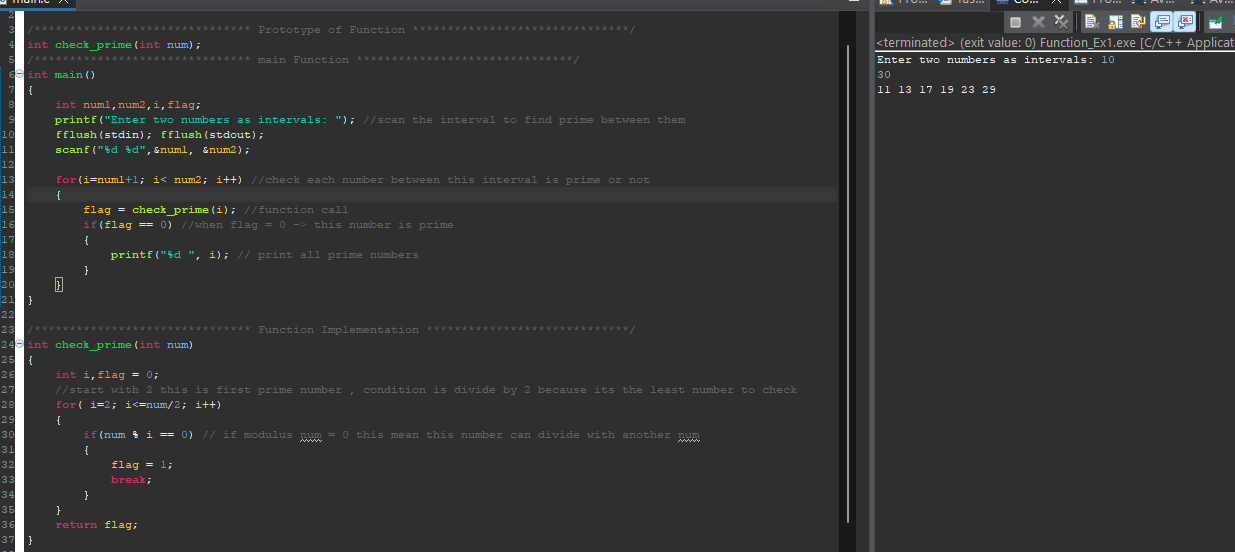 main.c
2
3 /******************************* Prototype of Function *******************************/
4 int check_prime(int num);
5 /******************************* main Function *******************************/
6 int main()
7 {
8 int num1,num2,i,flag;
9 printf("Enter two numbers as intervals: "); //scan the interval to find prime between them
10 fflush(stdin); fflush(stdout);
11 scanf("%d %d",&num1, &num2);
12
13 for(i=num1+1; i< num2; i++) //check each number between this interval is prime or not
14 {
15 flag = check_prime(i); //function call
16 if(flag == 0) //when flag = 0 -> this number is prime
17 {
18 printf("%d ", i); // print all prime numbers
19 }
20 }
21 }
22
23 /******************************* Function Implementation *****************************/
24 int check_prime(int num)
25 {
26 int i,flag = 0;
27 //start with 2 this is first prime number , condition is divide by 2 because its the least number to check
28 for( i=2; i<=num/2; i++)
29 {
30 if(num % i == 0) // if modulus num = 0 this mean this number can divide with another num
31 {
32 flag = 1;
33 break;
34 }
35 }
36 return flag;
37 }
<terminated> (exit value: 0) Function_Ex1.exe [C/C++ Applicat
Enter two numbers as intervals: 10
30
11 13 17 19 23 29